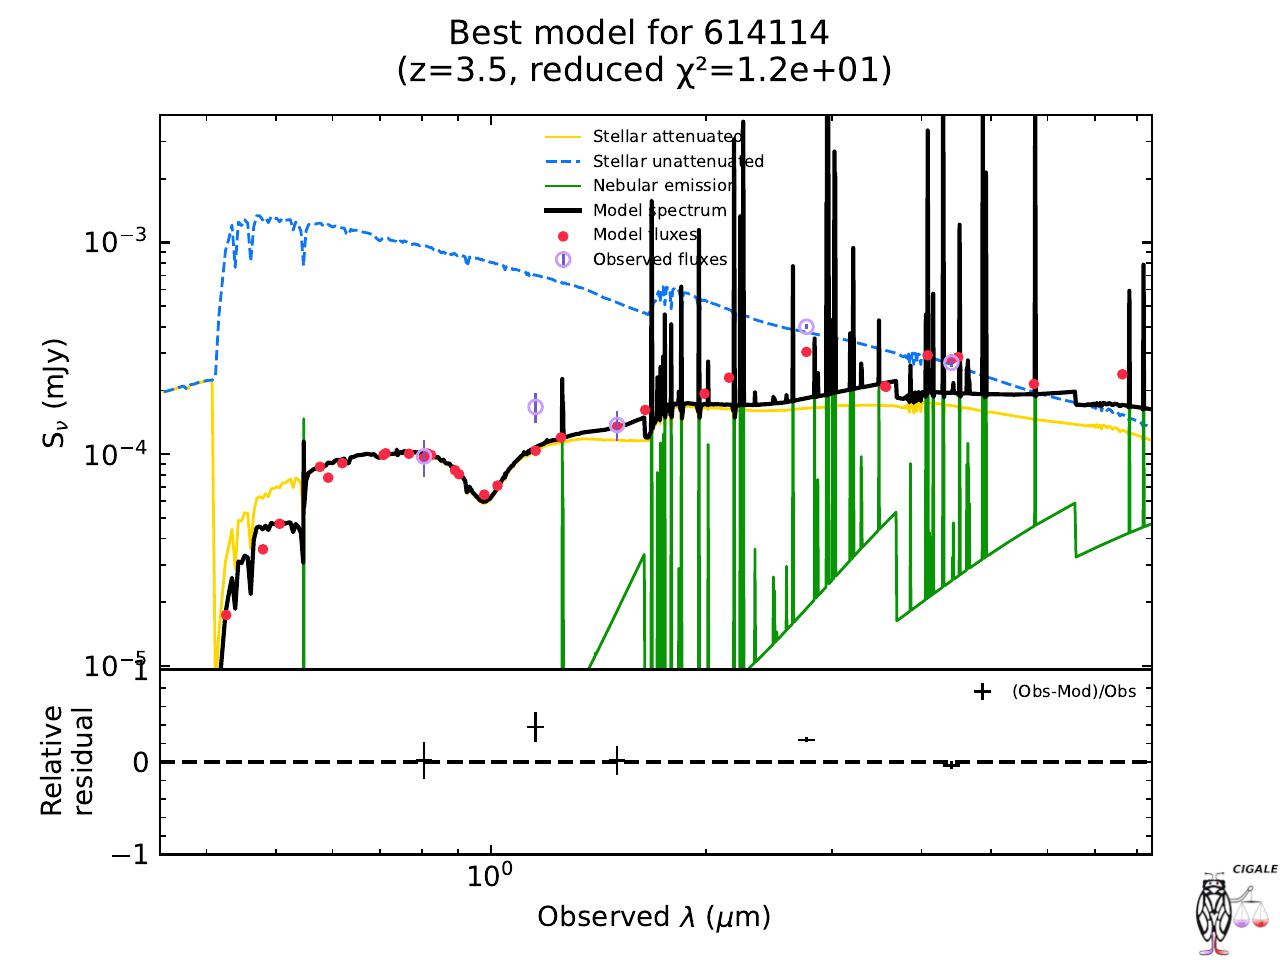 Best model for 614114
(z=3.5, reduced χ²=1.2e+01)
Stellar attenuated
Stellar unattenuated
Nebular emission
Model spectrum
Model fluxes
Observed fluxes
10⁻³
10⁻⁴
10⁻⁵
S𝜈 (mJy)
1
0
−1
Relative
residual
(Obs-Mod)/Obs
10⁰
Observed λ (μm)
CIGALE